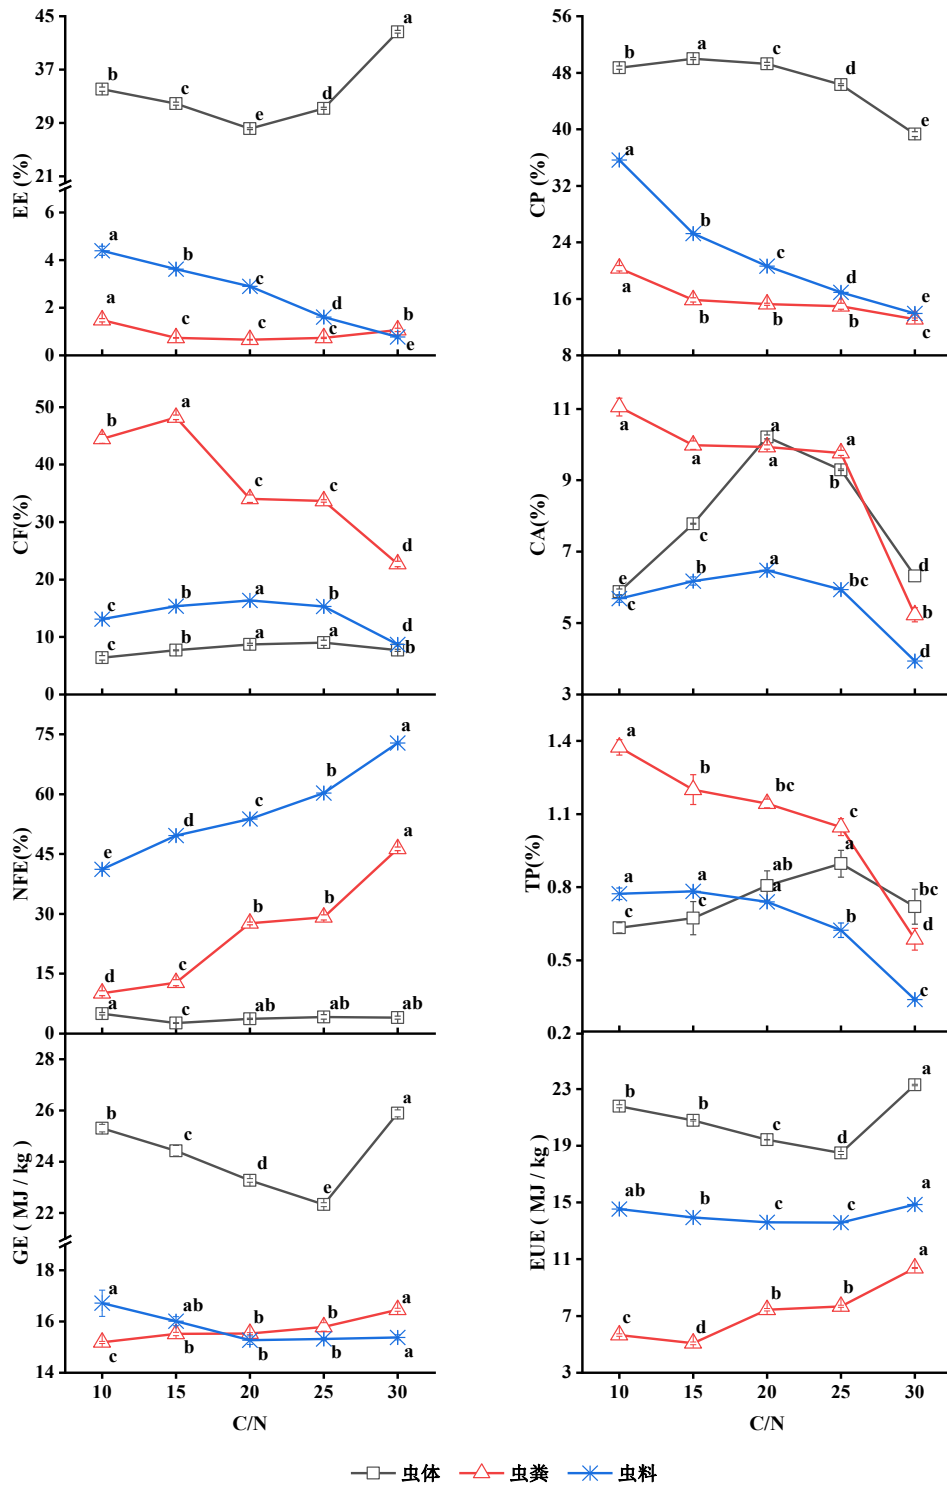 45
37
29
21
6
4
2
0
EE (%)
b
c
e
d
a
a
b
c
d
e
a
c
c
c
b
56
48
40
32
24
16
8
CP (%)
b
a
c
d
e
a
b
c
d
e
a
b
b
b
c
50
40
30
20
10
0
CF(%)
b
a
c
c
d
c
b
a
b
d
c
b
a
a
b
11
9
7
5
3
CA(%)
a
a
a
a
b
e
c
a
b
d
c
b
a
bc
d
75
60
45
30
15
0
NFE(%)
e
d
c
b
a
d
c
b
b
a
a
c
ab
ab
ab
1.4
1.1
0.8
0.5
0.2
TP(%)
a
b
bc
c
d
c
c
ab
a
bc
a
a
b
c
28
26
24
22
18
16
14
GE ( MJ / kg )
b
c
d
e
a
a
ab
b
b
a
c
b
b
b
a
10
15
20
25
30
C/N
23
19
15
11
7
3
EUE ( MJ / kg )
b
b
c
d
a
ab
b
c
c
a
c
d
b
b
a
10
15
20
25
30
C/N
虫体 虫粪 虫料